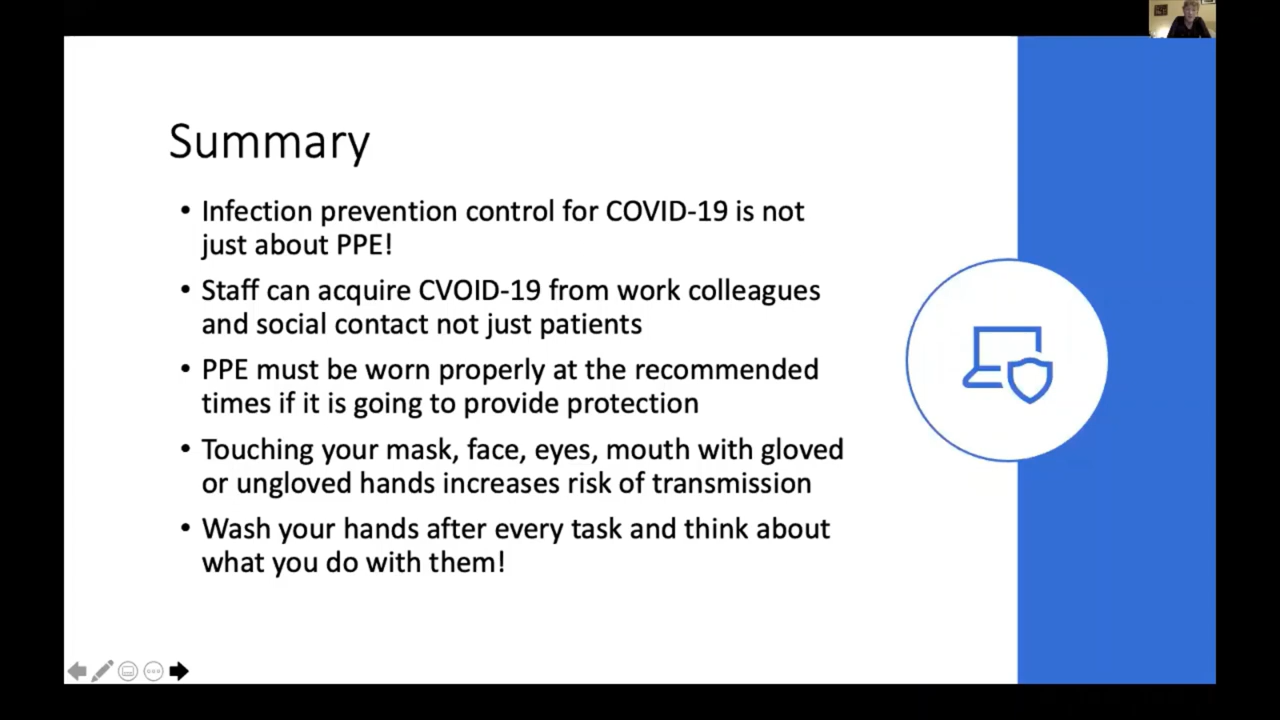 Summary
• Infection prevention control for COVID-19 is not
just about PPE!
• Staff can acquire CVOID-19 from work colleagues
and social contact not just patients
• PPE must be worn properly at the recommended
times if it is going to provide protection
• Touching your mask, face, eyes, mouth with gloved
or ungloved hands increases risk of transmission
• Wash your hands after every task and think about
what you do with them!